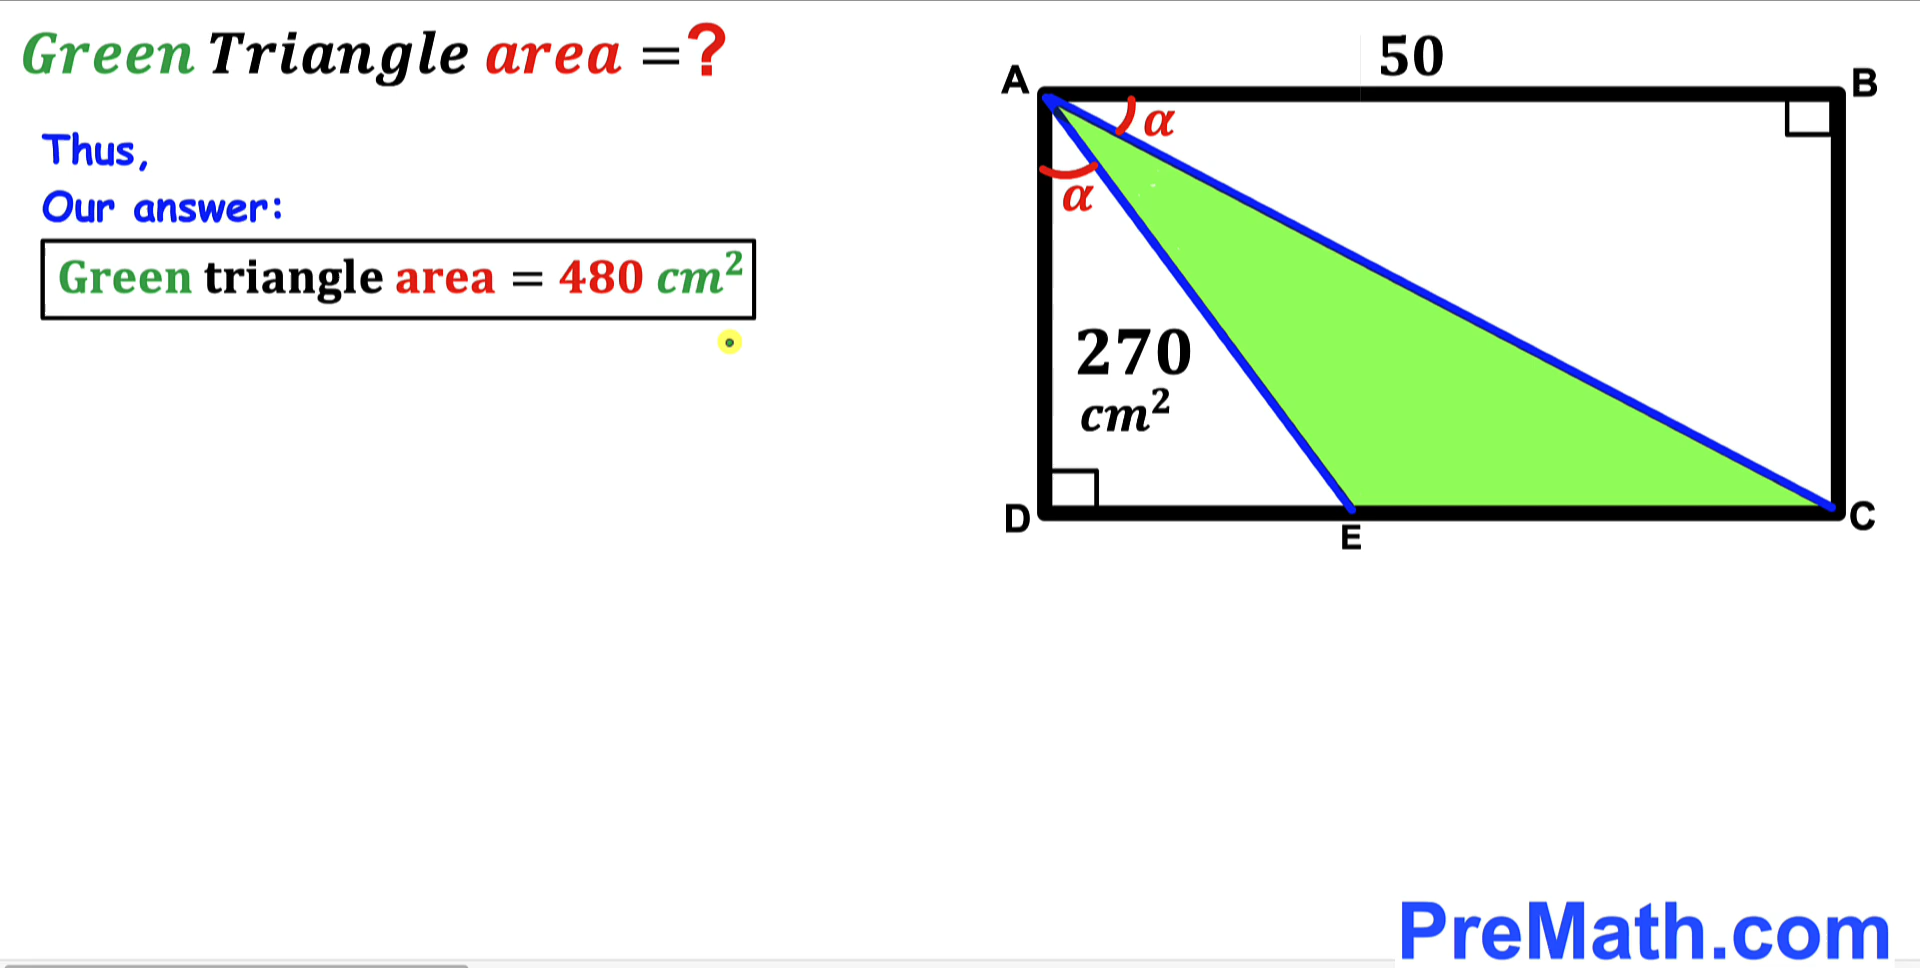 Green Triangle area =?
Thus,
Our answer:
Green triangle area = 480 cm²
50
A
B
α
α
270
cm²
D
E
C
PreMath.com